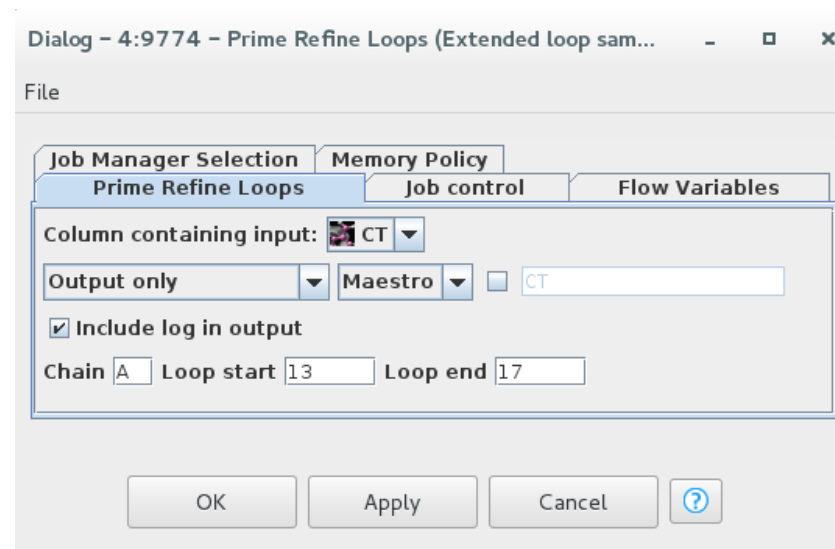 Dialog – 4:9774 – Prime Refine Loops (Extended loop sam...
File
Job Manager Selection Memory Policy
Prime Refine Loops Job control Flow Variables
Column containing input: CT
Output only Maestro CT
Include log in output
Chain A Loop start 13 Loop end 17
OK Apply Cancel ?